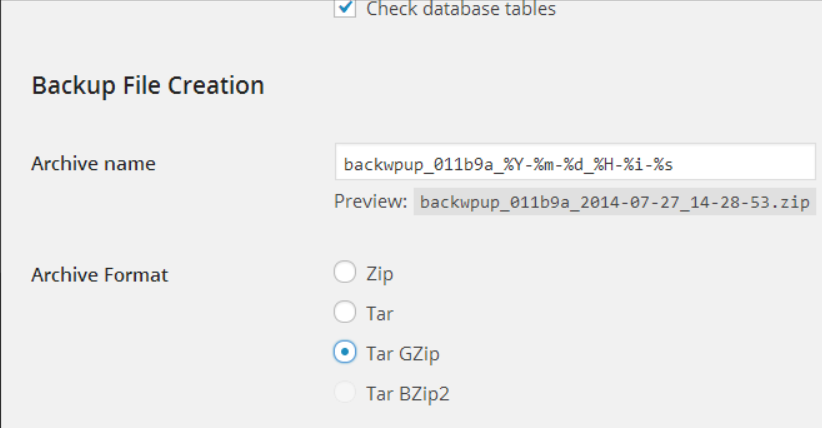 Check database tables
Backup File Creation
Archive name
backwpup_011b9a_%Y-%m-%d_%H-%i-%s
Preview: backwpup_011b9a_2014-07-27_14-28-53.zip
Archive Format
Zip
Tar
Tar GZip
Tar BZip2